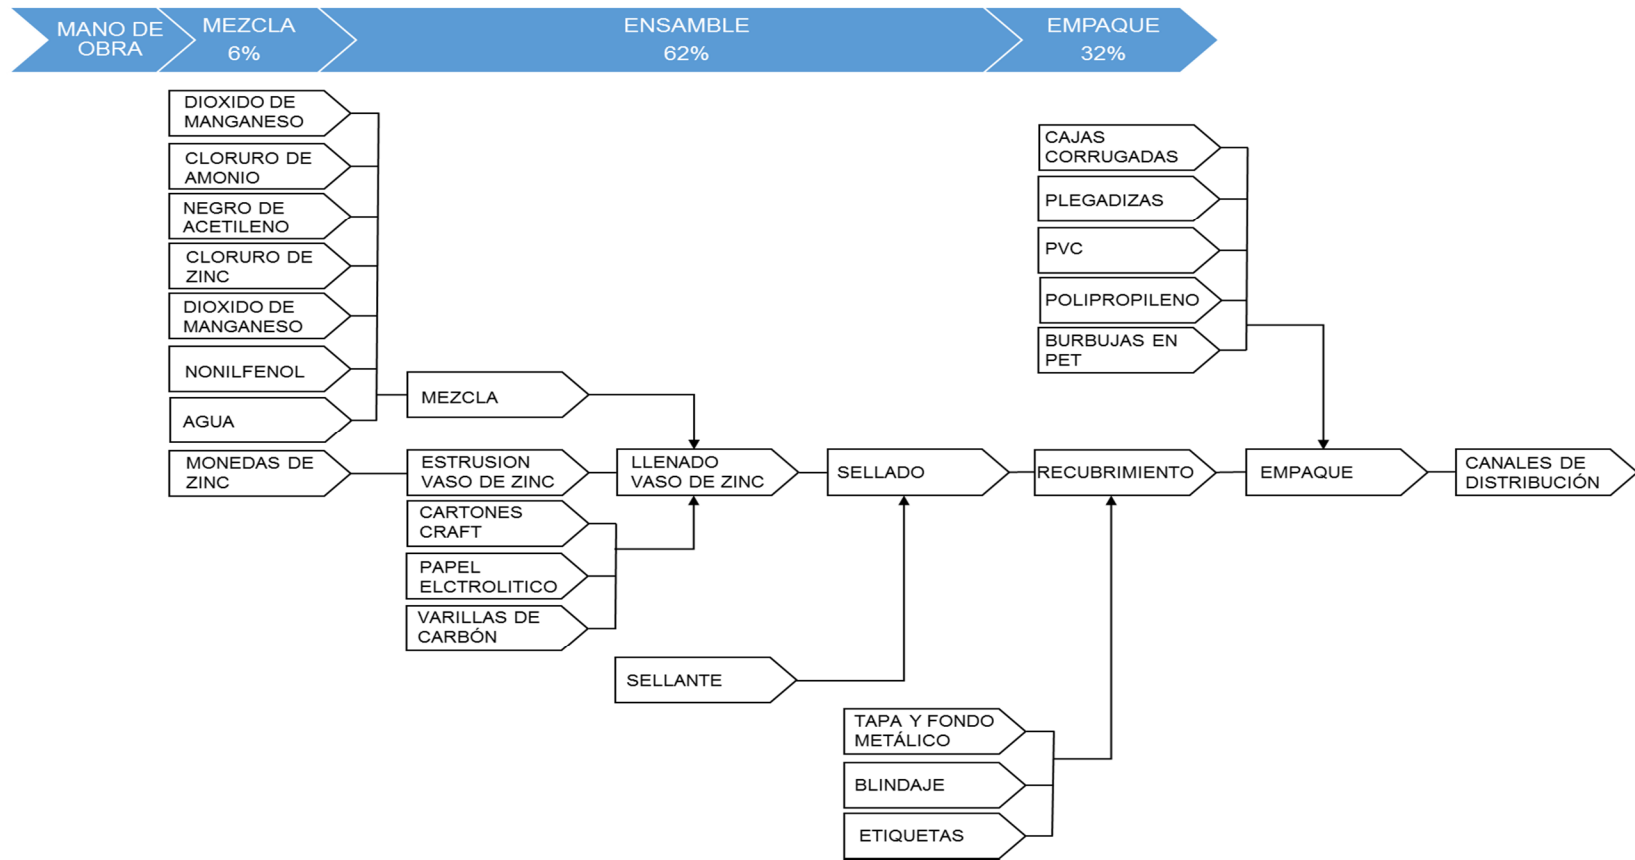 MANO DE
OBRA
MEZCLA
6%
ENSAMBLE
62%
EMPAQUE
32%
DIOXIDO DE
MANGANESO
CLORURO DE
AMONIO
NEGRO DE
ACETILENO
CLORURO DE
ZINC
DIOXIDO DE
MANGANESO
NONILFENOL
AGUA
MONEDAS DE
ZINC
MEZCLA
ESTRUSION
VASO DE ZINC
CARTONES
CRAFT
PAPEL
ELCTROLITICO
VARILLAS DE
CARBÓN
LLENADO
VASO DE ZINC
SELLANTE
SELLADO
TAPA Y FONDO
METÁLICO
BLINDAJE
ETIQUETAS
RECUBRIMIENTO
CAJAS
CORRUGADAS
PLEGADIZAS
PVC
POLIPROPILENO
BURBUJAS EN
PET
EMPAQUE
CANALES DE
DISTRIBUCIÓN